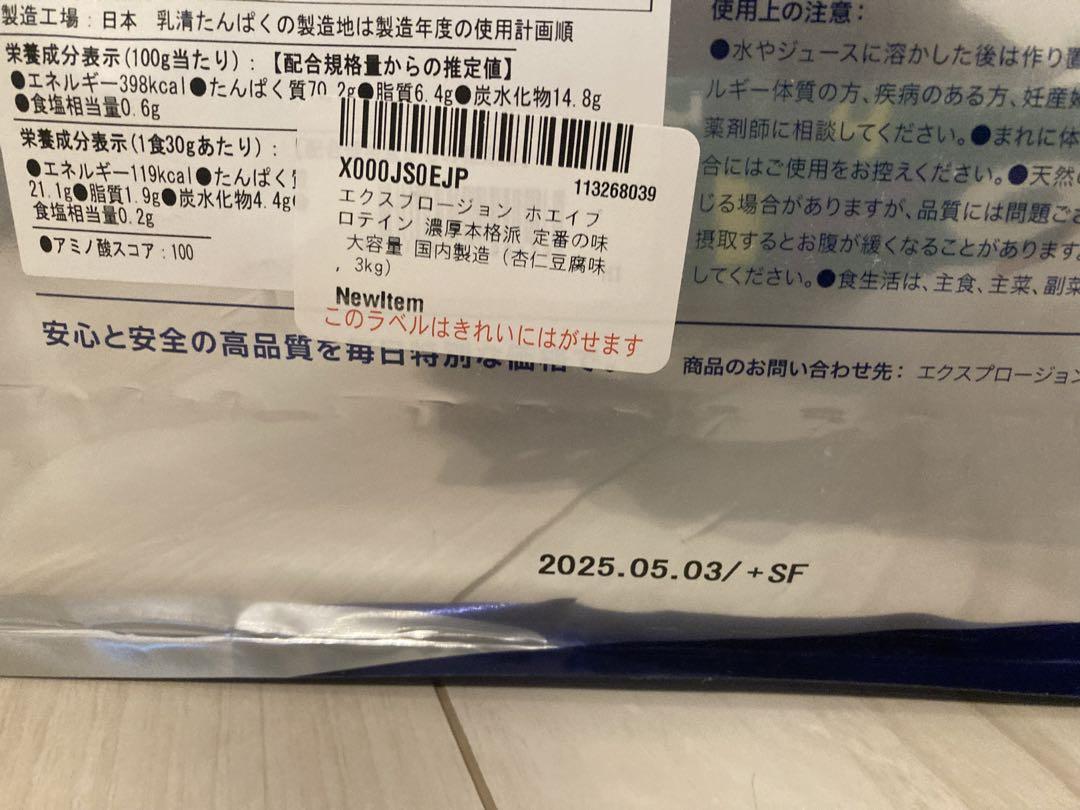 製造工場：日本　乳清たんぱくの製造地は製造年度の使用計画順
栄養成分表示(100g当たり)：【配合規格量からの推定値】
●エネルギー398kcal●たんぱく質70.2g●脂質6.4g●炭水化物14.8g
●食塩相当量0.6g
栄養成分表示(1食30gあたり)：
●エネルギー119kcal●たんぱく
21.1g●脂質1.9g●炭水化物4.4g
食塩相当量0.2g
●アミノ酸スコア：100
X000JS0EJP
113268039
エクスプロージョン ホエイプ
ロテイン 濃厚本格派 定番の味
大容量 国内製造 (杏仁豆腐味
, 3kg)
NewItem
このラベルはきれいにはがせます
安心と安全の高品質を毎日特別な価格で
使用上の注意：
●水やジュースに溶かした後は作り置
ルギー体質の方、疾病のある方、妊産婦
薬剤師に相談してください。●まれに体
合にはご使用をお控えください。●天然
じる場合がありますが、品質には問題ござ
摂取するとお腹が緩くなることがあります。
してください。●食生活は、主食、主菜、副菜
商品のお問い合わせ先：エクスプロージョン
2025.05.03/+SF